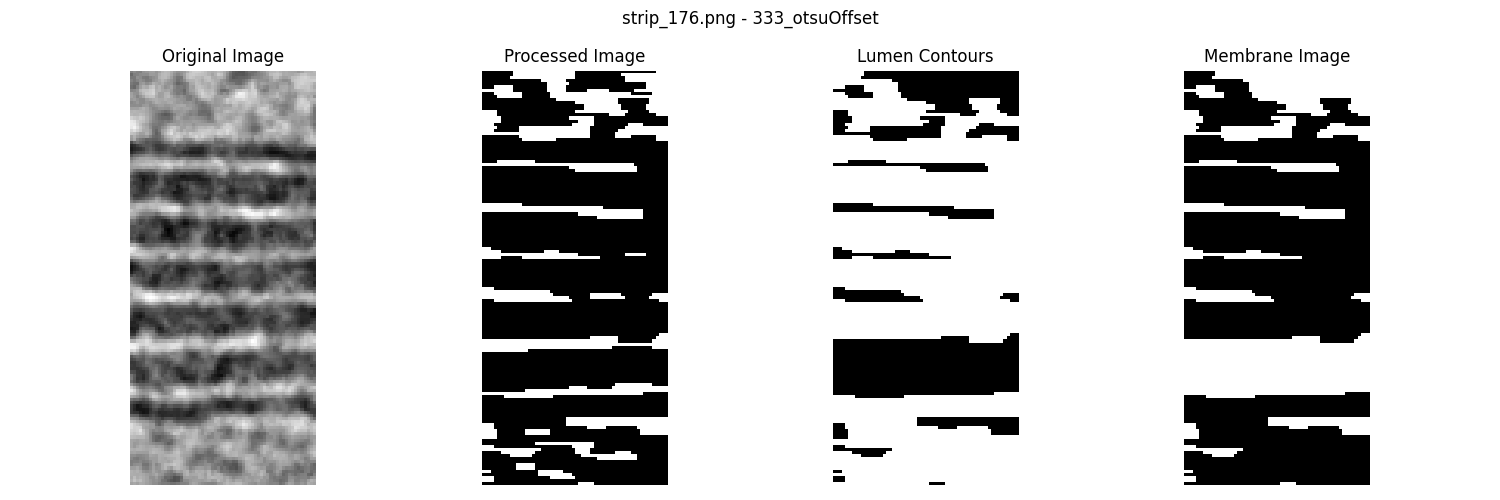 strip_176.png - 333_otsuOffset
Original Image
Processed Image
Lumen Contours
Membrane Image